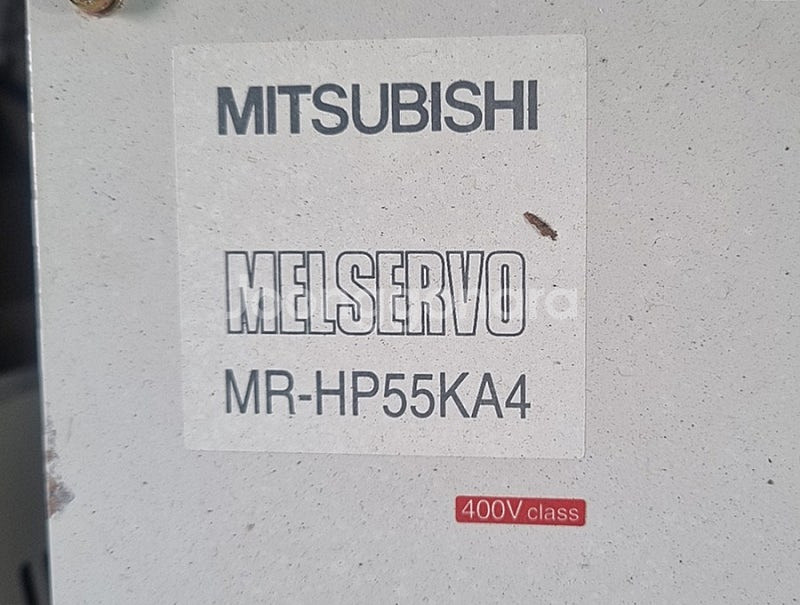 MITSUBISHI
MELSERVO
MR-HP55KA4
400V class